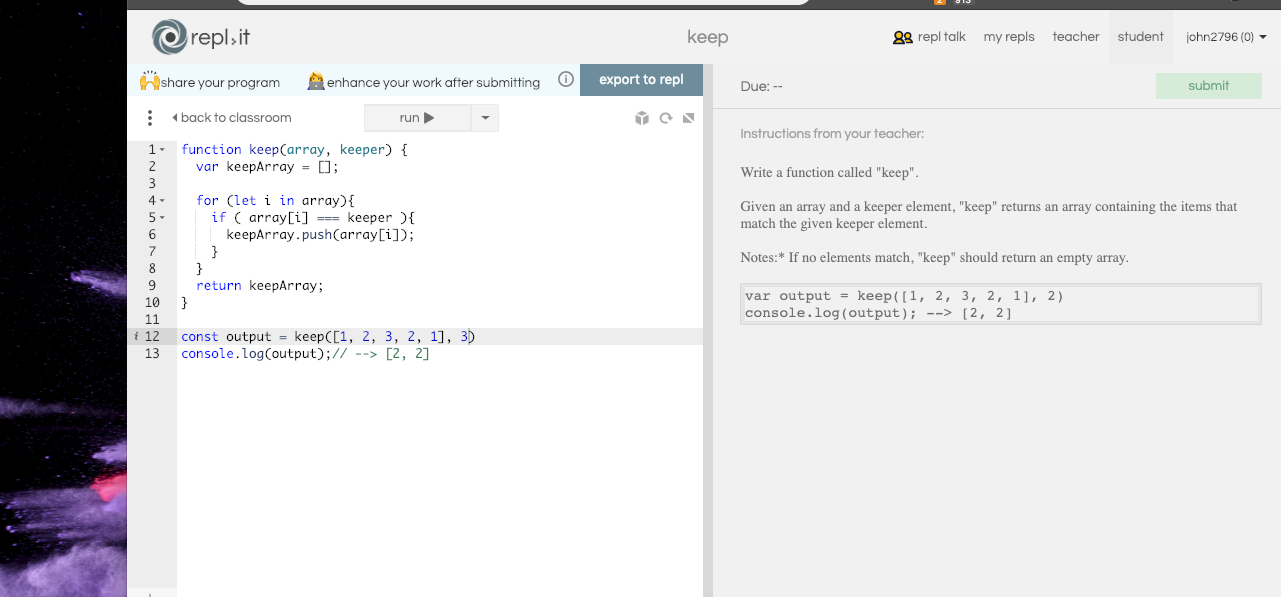 repl.it
keep
repl talk
my repls
teacher
student
john2796 (0)
share your program
enhance your work after submitting
export to repl
back to classroom
run
1 function keep(array, keeper) {
2 var keepArray = [];
3
4 for (let i in array){
5 if ( array[i] === keeper ){
6 keepArray.push(array[i]);
7 }
8 }
9 return keepArray;
10 }
11
i 12 const output = keep([1, 2, 3, 2, 1], 3)
13 console.log(output);// --> [2, 2]
Due: --
submit
Instructions from your teacher:
Write a function called "keep".
Given an array and a keeper element, "keep" returns an array containing the items that
match the given keeper element.
Notes:* If no elements match, "keep" should return an empty array.
var output = keep([1, 2, 3, 2, 1], 2)
console.log(output); --> [2, 2]